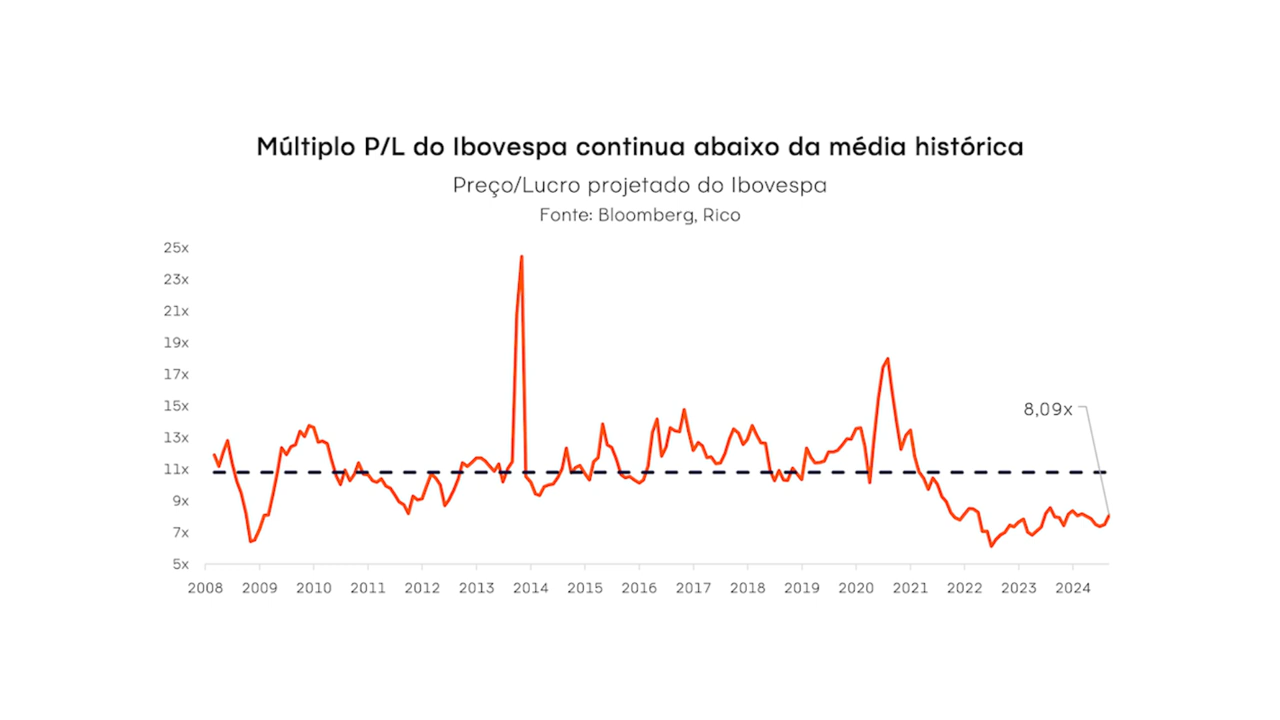 Múltiplo P/L do Ibovespa continua abaixo da média histórica
Preço/Lucro projetado do Ibovespa
Fonte: Bloomberg, Rico
25x
23x
21x
19x
17x
15x
13x
11x
9x
7x
5x
8,09x
2008 2009 2010 2011 2012 2013 2014 2015 2016 2017 2018 2019 2020 2021 2022 2023 2024